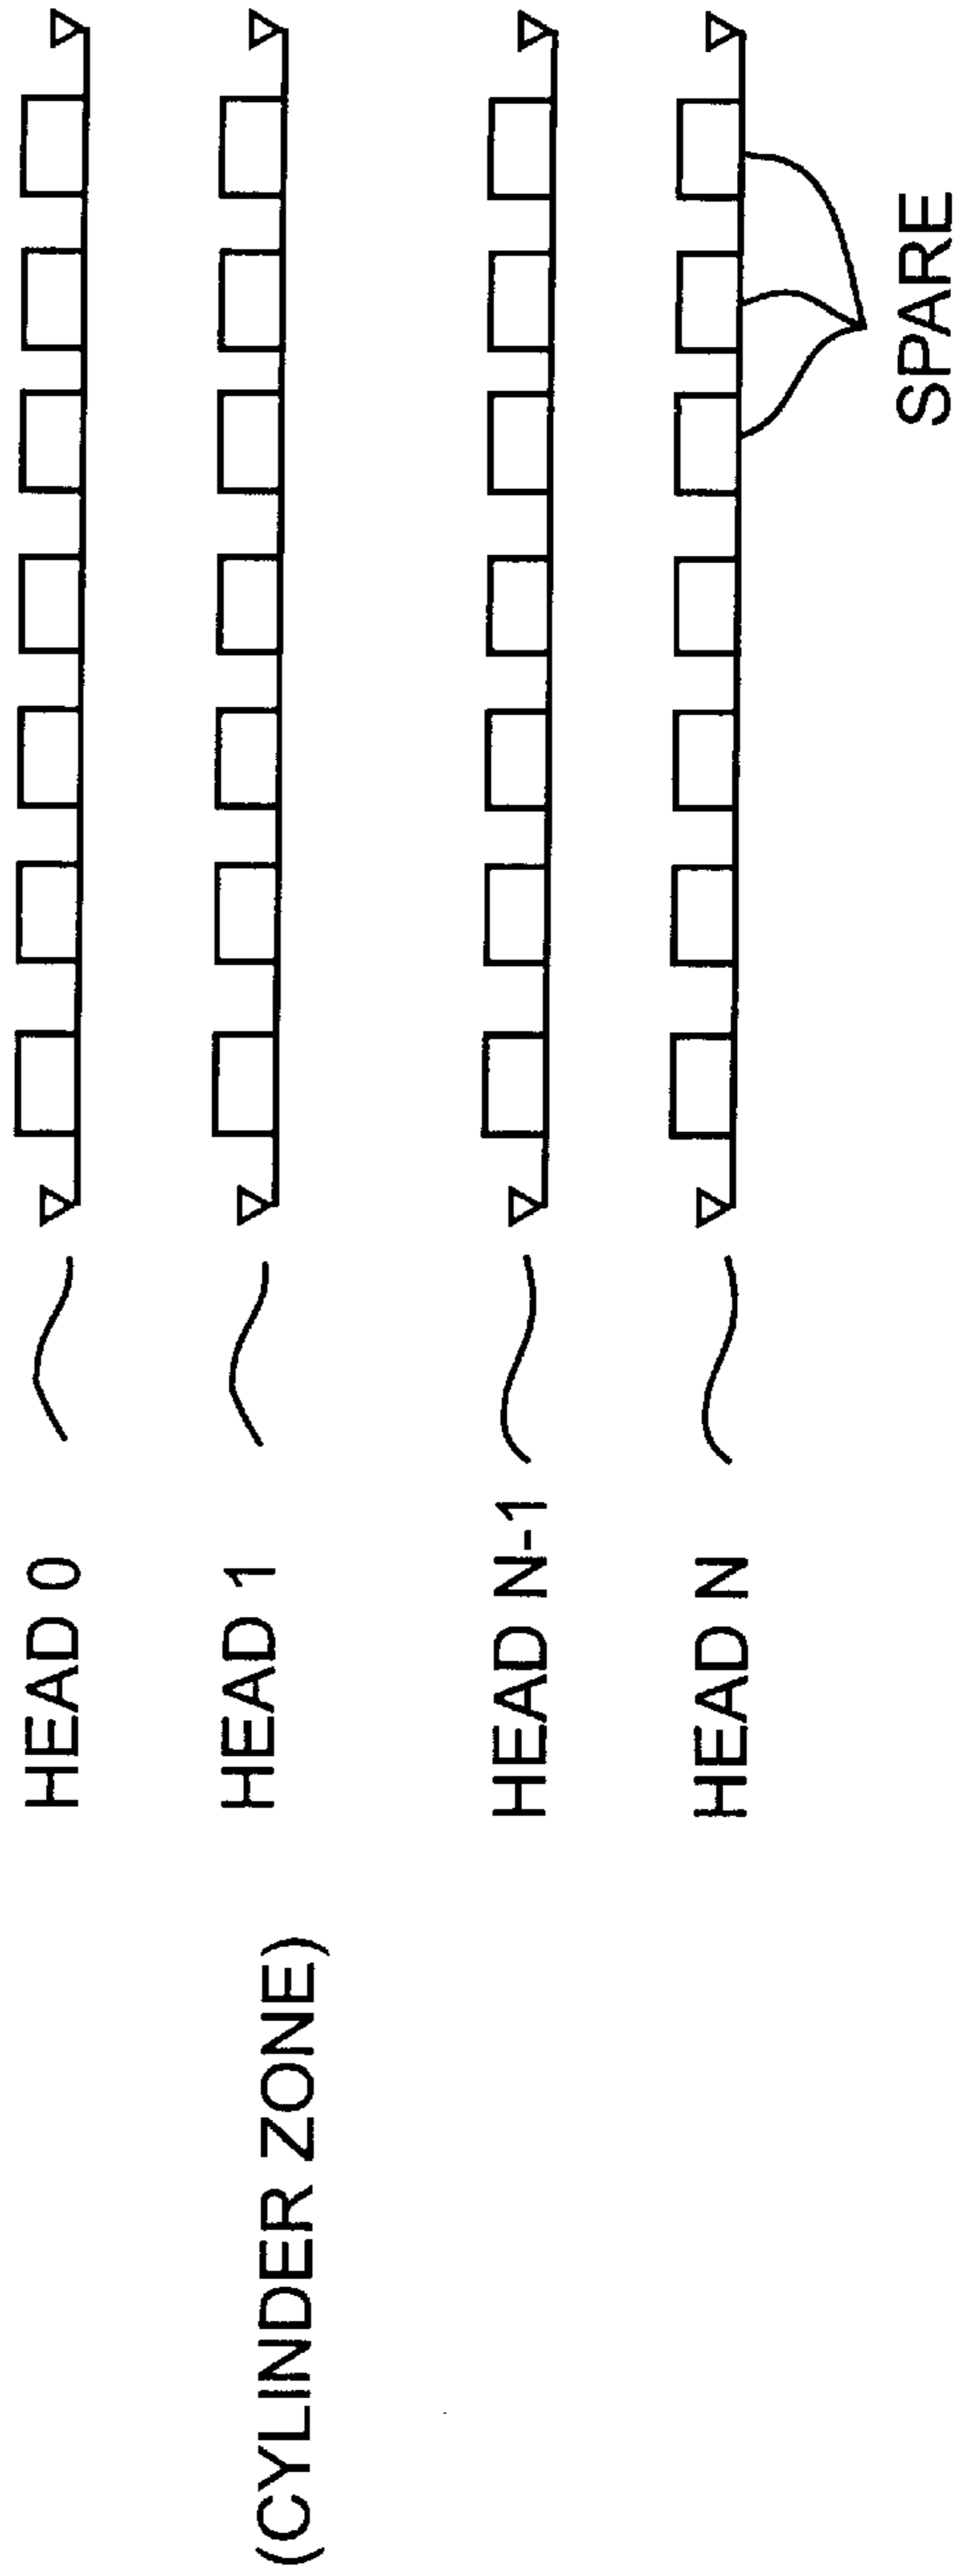 HEAD 0
HEAD 1
(CYLINDER ZONE)
HEAD N-1
HEAD N
SPARE